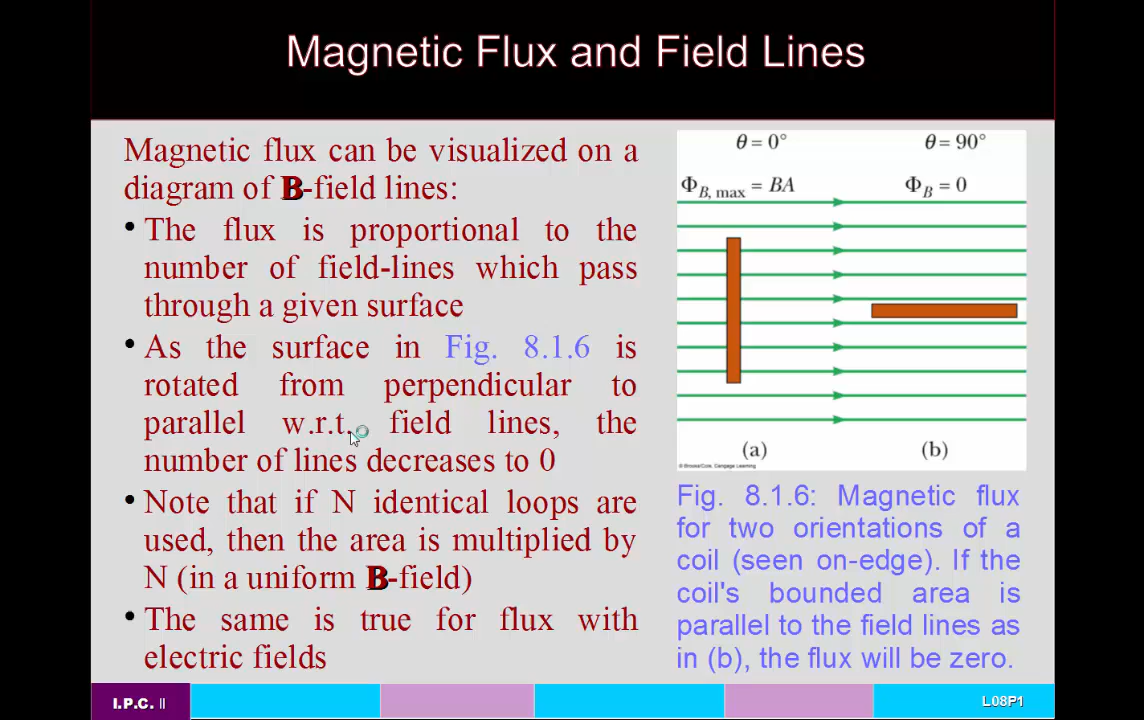 Magnetic Flux and Field Lines
Magnetic flux can be visualized on a
diagram of B-field lines:
• The flux is proportional to the
number of field-lines which pass
through a given surface
• As the surface in Fig. 8.1.6 is
rotated from perpendicular to
parallel w.r.t. field lines, the
number of lines decreases to 0
• Note that if N identical loops are
used, then the area is multiplied by
N (in a uniform B-field)
• The same is true for flux with
electric fields
θ = 0°
θ = 90°
Φ_B, max = BA
Φ_B = 0
(a)
(b)
© Brooks/Cole, Cengage Learning
Fig. 8.1.6: Magnetic flux
for two orientations of a
coil (seen on-edge). If the
coil's bounded area is
parallel to the field lines as
in (b), the flux will be zero.
I.P.C. II
L08P1